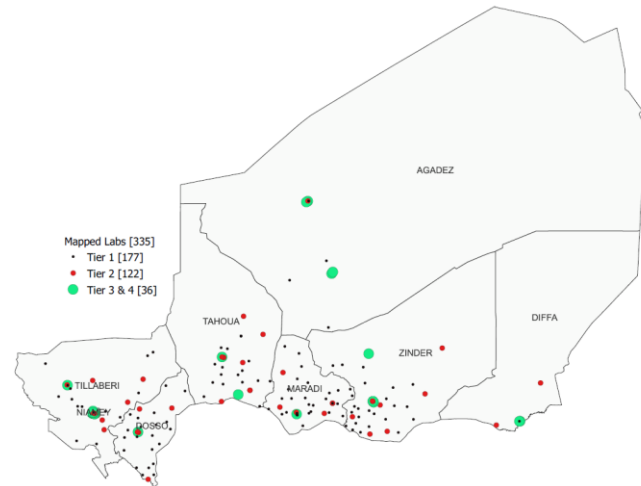 AGADEZ
Mapped Labs [335]
Tier 1 [177]
Tier 2 [122]
Tier 3 & 4 [36]
TAHOUA
DIFFA
ZINDER
TILLABERI
MARADI
NIAMEY
DOSSO